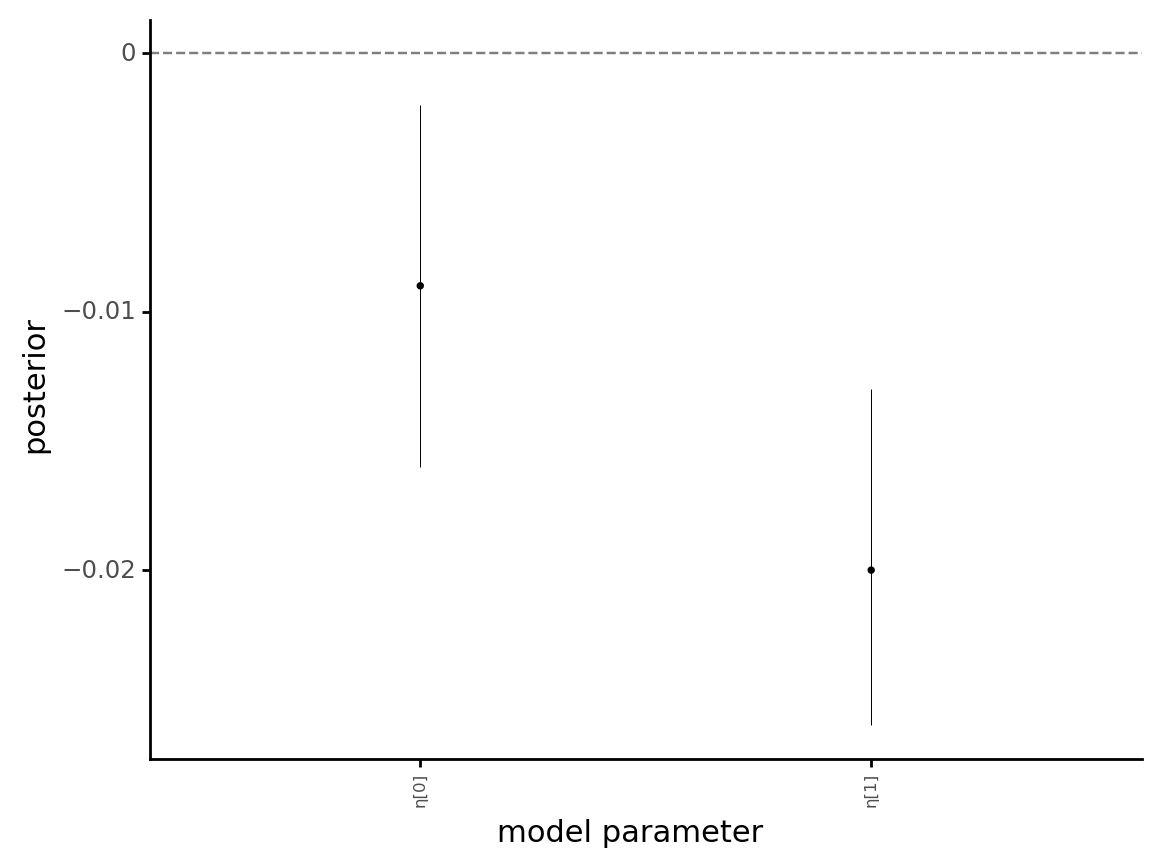 0
−0.01
−0.02
posterior
η[0]
η[1]
model parameter